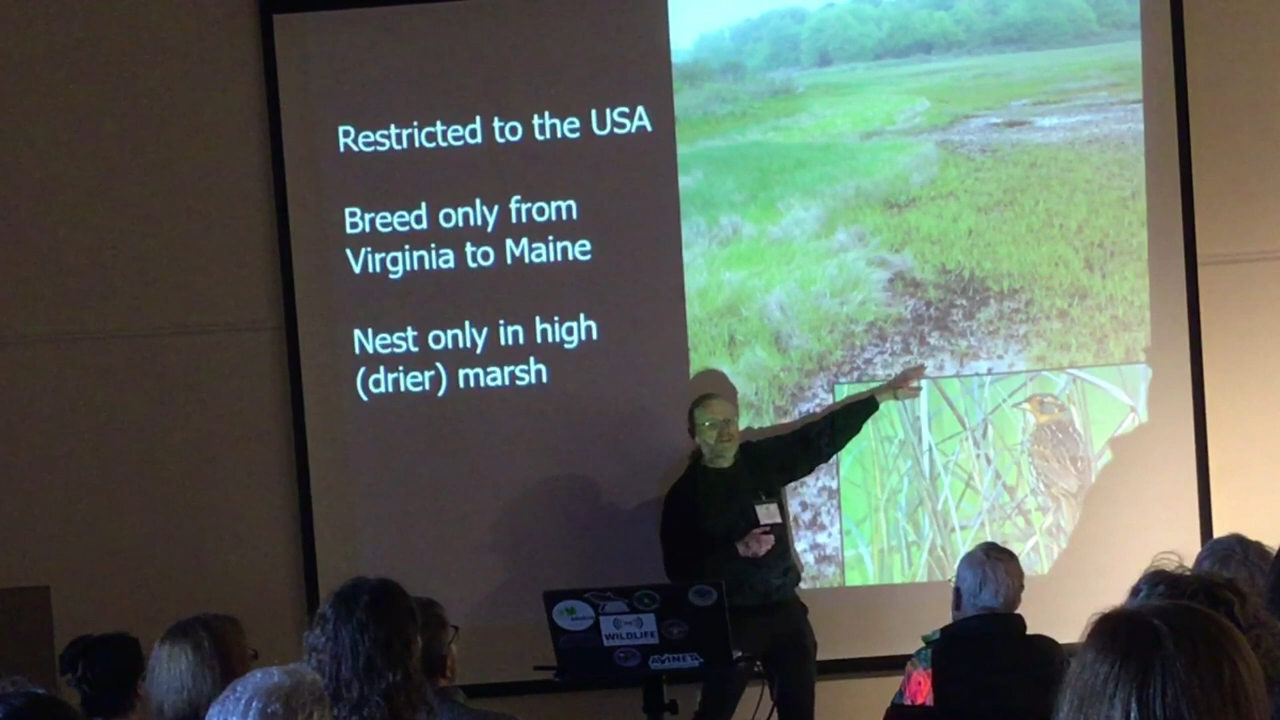 Restricted to the USA
Breed only from
Virginia to Maine
Nest only in high
(drier) marsh
WILDLIFE